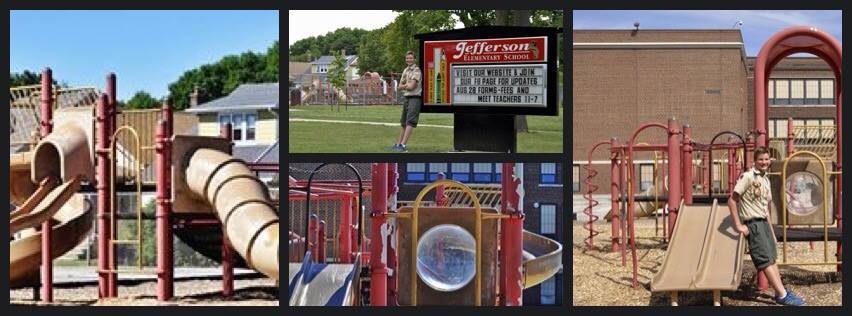 Jefferson
ELEMENTARY SCHOOL
VISIT OUR WEBSITE & JOIN
OUR FB PAGE FOR UPDATES
AUG 28 FORMS-FEES AND
MEET TEACHERS 11-7